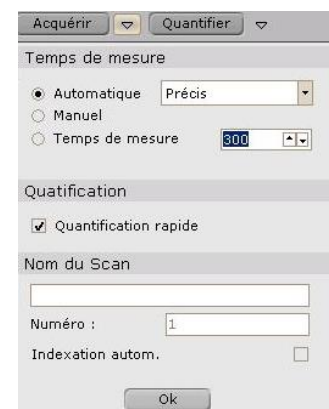 Acquérir Quantifier
Temps de mesure
Automatique Précis
Manuel
Temps de mesure 300
Quatification
Quantification rapide
Nom du Scan
Numéro : 1
Indexation autom.
Ok